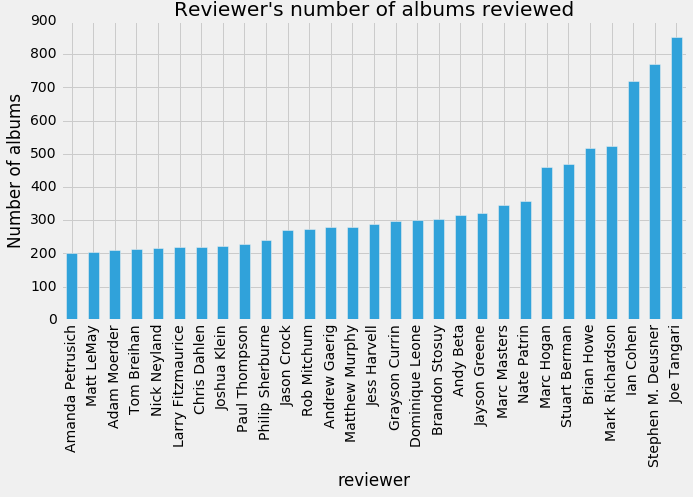 Reviewer's number of albums reviewed
Number of albums
900
800
700
600
500
400
300
200
100
0
Amanda Petrusich
Matt LeMay
Adam Moerder
Tom Breihan
Nick Neyland
Larry Fitzmaurice
Chris Dahlen
Joshua Klein
Paul Thompson
Philip Sherburne
Jason Crock
Rob Mitchum
Andrew Gaerig
Matthew Murphy
Jess Harvell
Grayson Currin
Dominique Leone
Brandon Stosuy
Andy Beta
Jayson Greene
Marc Masters
Nate Patrin
Marc Hogan
Stuart Berman
Brian Howe
Mark Richardson
Ian Cohen
Stephen M. Deusner
Joe Tangari
reviewer